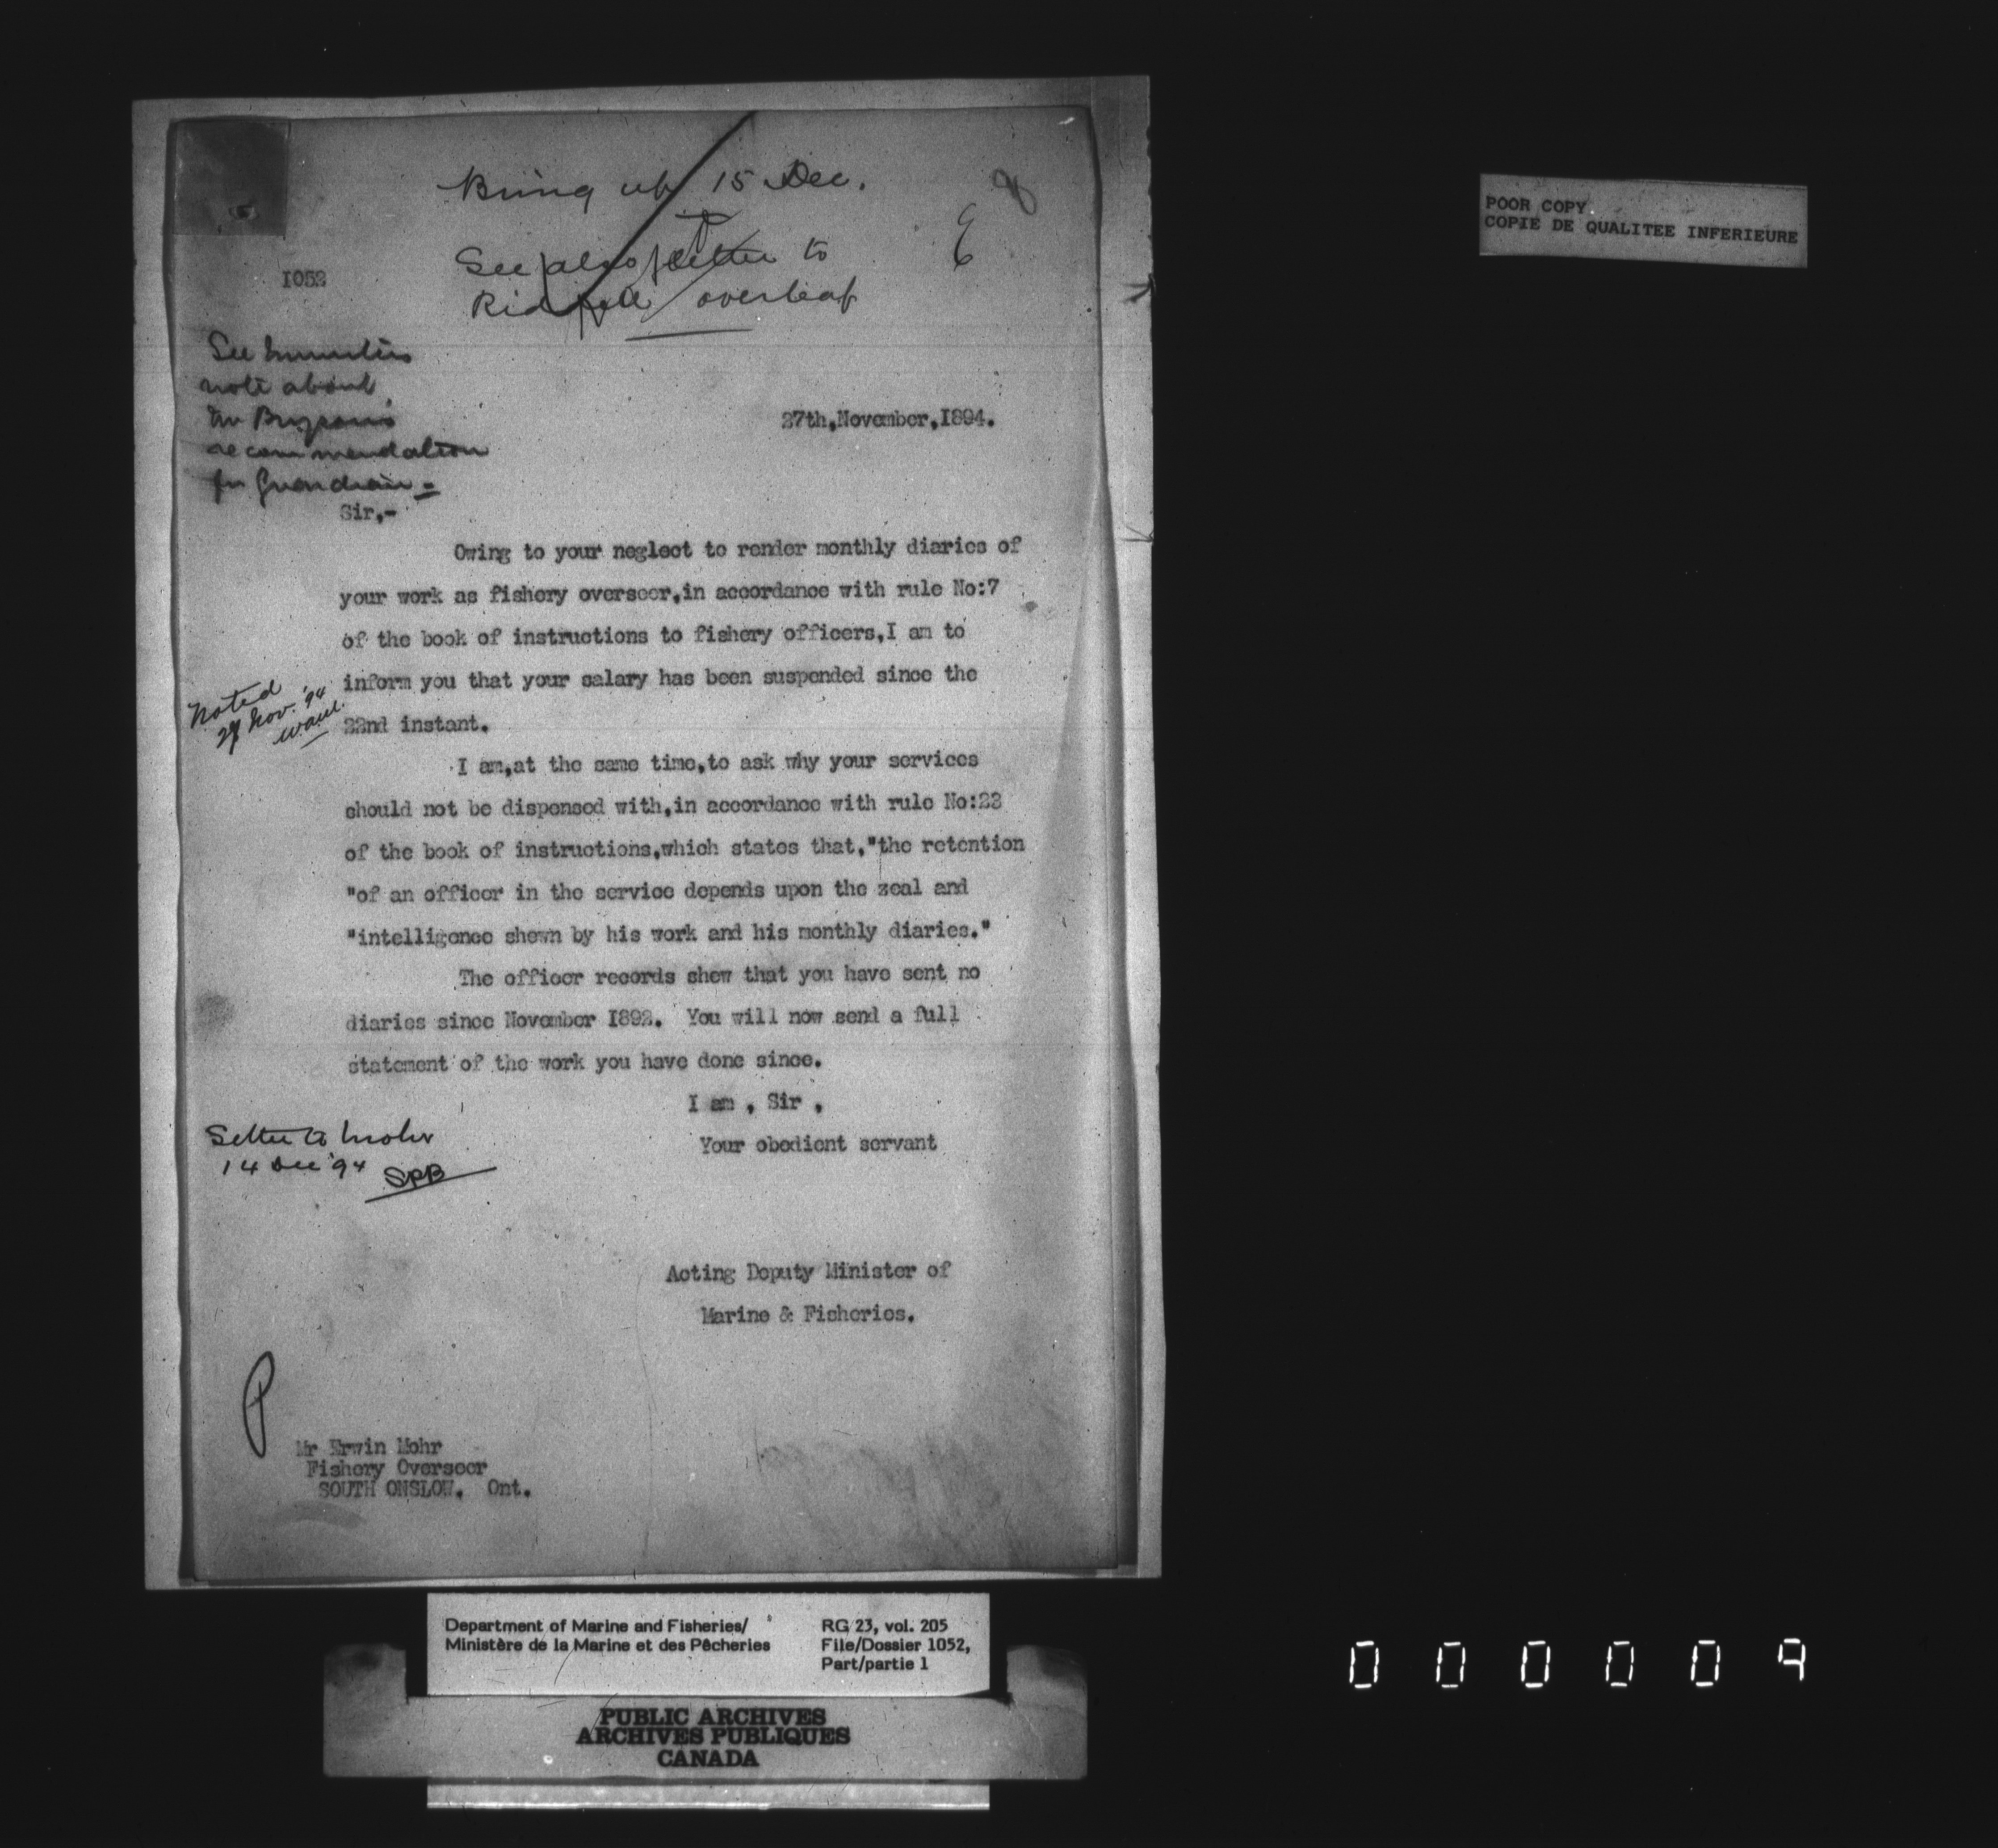 Bring up 15 Dec.
See also letter to
Riddell overleaf
1052
See Minister's
note about
Mr Bryson's
recommendation
for Guardian =
27th,November,I894.
Sir,-
Owing to your neglect to render monthly diaries of
your work as fishery overseer,in accordance with rule No:7
of the book of instructions to fishery officers,I am to
inform you that your salary has been suspended since the
22nd instant.
Noted
Nov. '94
I am,at the same time,to ask why your services
should not be dispensed with,in accordance with rule No:23
of the book of instructions,which states that,"the retention
"of an officer in the service depends upon the zeal and
"intelligence shewn by his work and his monthly diaries."
The officer records shew that you have sent no
diaries since November I892. You will now send a full
statement of the work you have done since.
I am , Sir ,
Your obedient servant
Letter to Mohr
14 Dec '94 SPB
Acting Deputy Minister of
Marine & Fisheries.
P
Mr Erwin Mohr
Fishery Overseer
SOUTH ONSLOW. Ont.
POOR COPY
COPIE DE QUALITEE INFERIEURE
Department of Marine and Fisheries/
Ministère de la Marine et des Pêcheries
RG 23, vol. 205
File/Dossier 1052,
Part/partie 1
PUBLIC ARCHIVES
ARCHIVES PUBLIQUES
CANADA
0 0 0 0 0 9